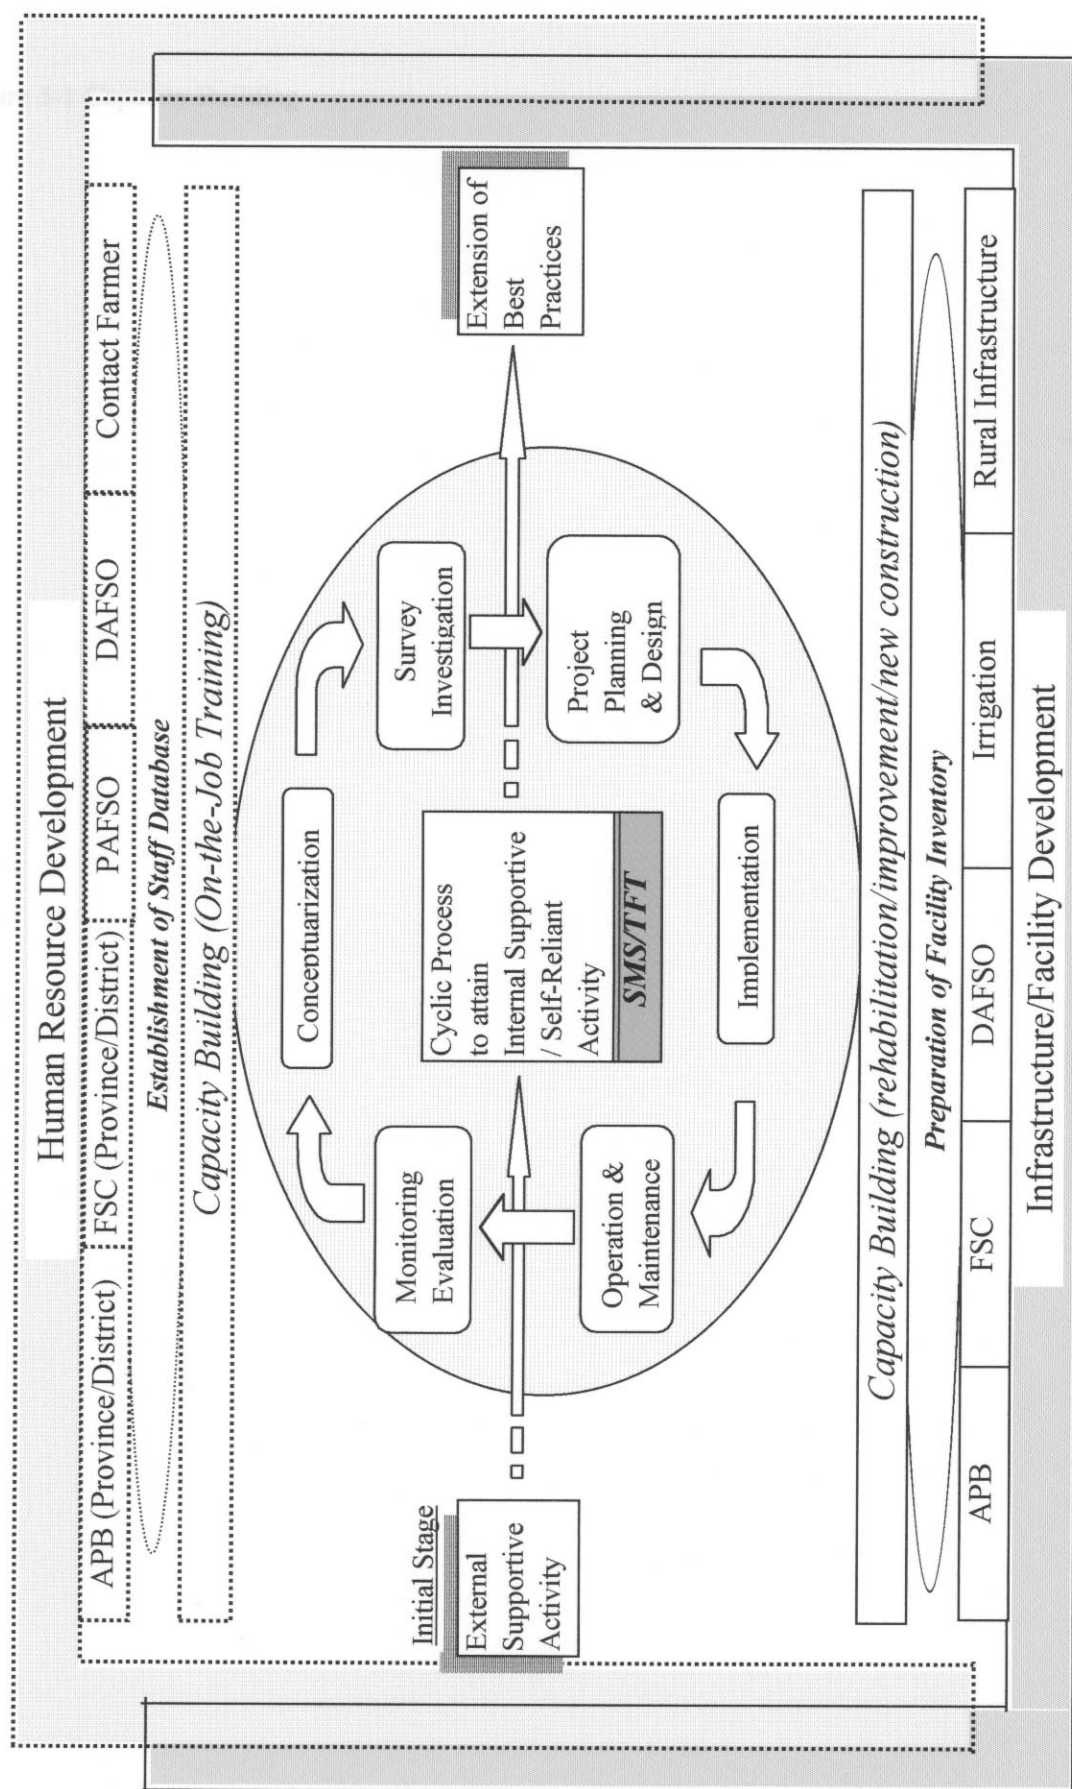 Human Resource Development
APB (Province/District)
FSC (Province/District)
PAFSO
DAFSO
Contact Farmer
Establishment of Staff Database
Capacity Building (On-the-Job Training)
Initial Stage
External
Supportive
Activity
Conceptuarization
Monitoring
Evaluation
Survey
Investigation
Cyclic Process
to attain
Internal Supportive
/ Self-Reliant
Activity
SMS/TFT
Extension of
Best
Practices
Operation &
Maintenance
Project
Planning
& Design
Implementation
Capacity Building (rehabilitation/improvement/new construction)
Preparation of Facility Inventory
APB
FSC
DAFSO
Irrigation
Rural Infrastructure
Infrastructure/Facility Development